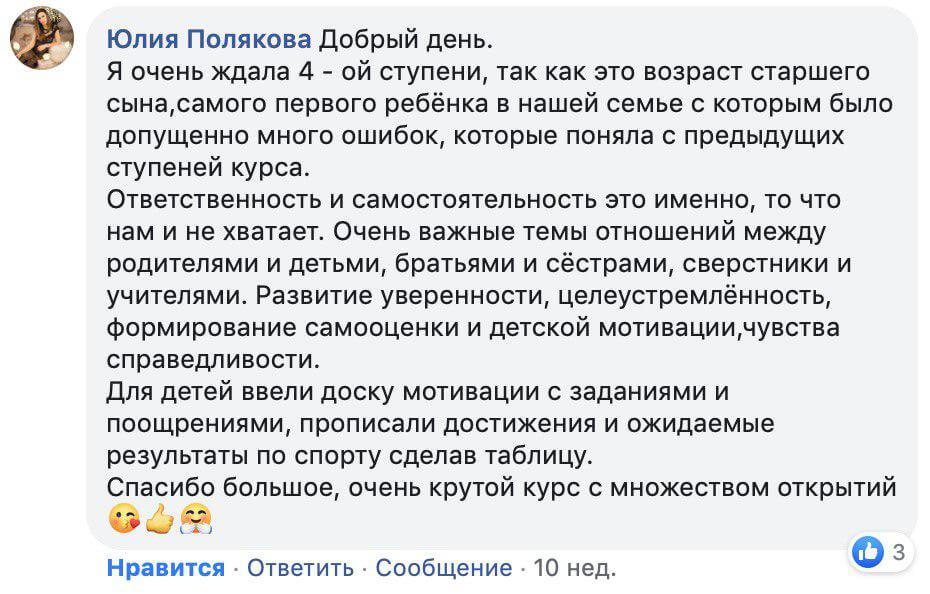 Юлия Полякова Добрый день.
Я очень ждала 4 - ой ступени, так как это возраст старшего
сына,самого первого ребёнка в нашей семье с которым было
допущенно много ошибок, которые поняла с предыдущих
ступеней курса.
Ответственность и самостоятельность это именно, то что
нам и не хватает. Очень важные темы отношений между
родителями и детьми, братьями и сёстрами, сверстники и
учителями. Развитие уверенности, целеустремлённость,
формирование самооценки и детской мотивации,чувства
справедливости.
Для детей ввели доску мотивации с заданиями и
поощрениями, прописали достижения и ожидаемые
результаты по спорту сделав таблицу.
Спасибо большое, очень крутой курс с множеством открытий
😘👍🤗
3
Нравится · Ответить · Сообщение · 10 нед.